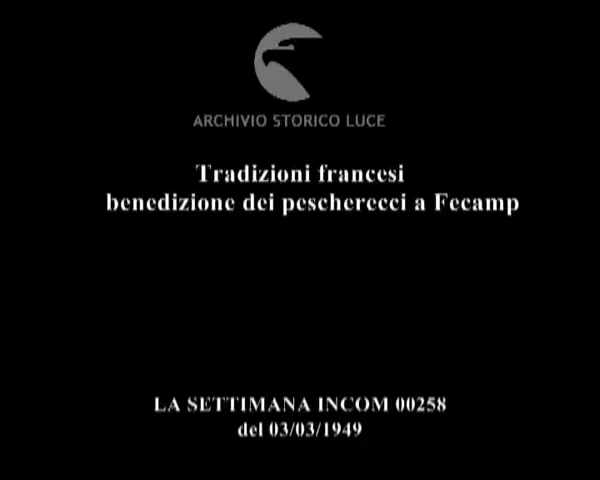 ARCHIVIO STORICO LUCE
Tradizioni francesi
benedizione dei pescherecci a Fecamp
LA SETTIMANA INCOM 00258
del 03/03/1949